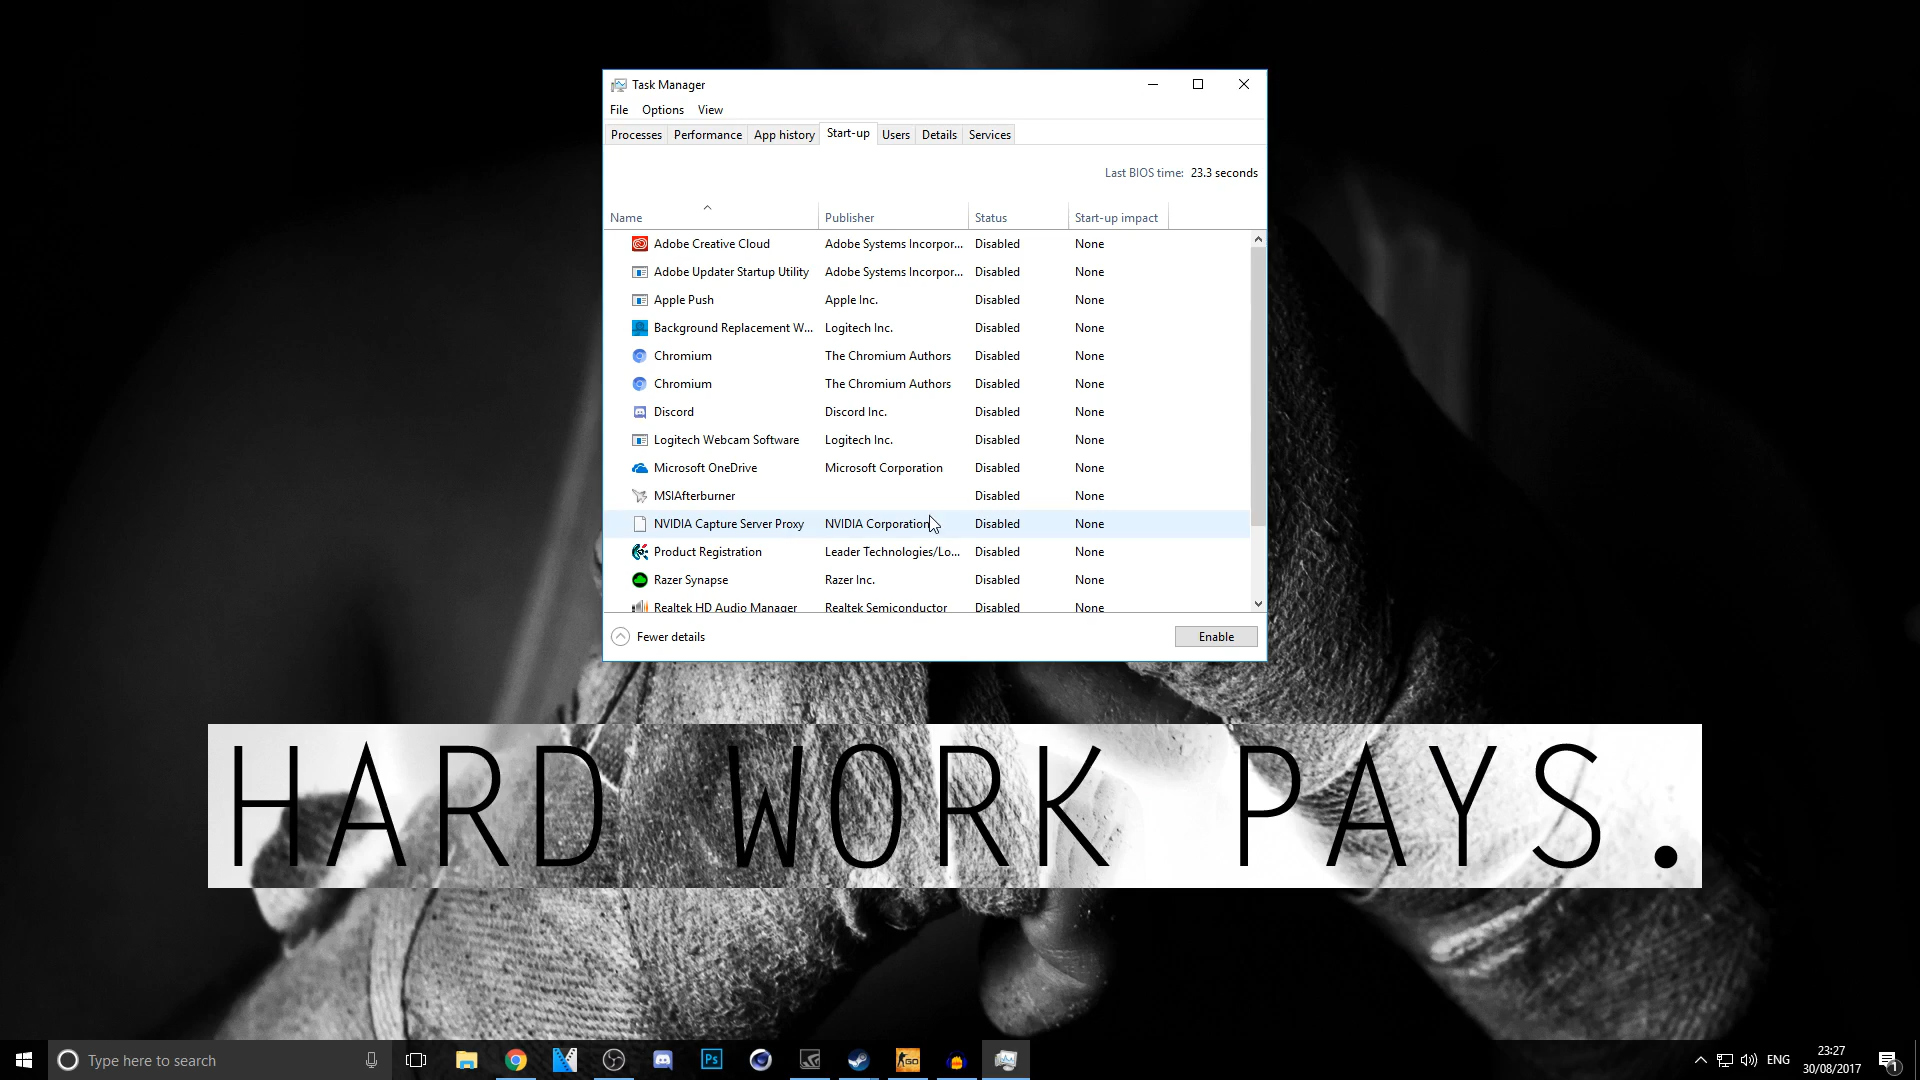 Task Manager
File Options View
Processes Performance App history Start-up Users Details Services
Last BIOS time: 23.3 seconds
Name Publisher Status Start-up impact
Adobe Creative Cloud Adobe Systems Incorpor... Disabled None
Adobe Updater Startup Utility Adobe Systems Incorpor... Disabled None
Apple Push Apple Inc. Disabled None
Background Replacement W... Logitech Inc. Disabled None
Chromium The Chromium Authors Disabled None
Chromium The Chromium Authors Disabled None
Discord Discord Inc. Disabled None
Logitech Webcam Software Logitech Inc. Disabled None
Microsoft OneDrive Microsoft Corporation Disabled None
MSIAfterburner Disabled None
NVIDIA Capture Server Proxy NVIDIA Corporation Disabled None
Product Registration Leader Technologies/Lo... Disabled None
Razer Synapse Razer Inc. Disabled None
Realtek HD Audio Manager Realtek Semiconductor Disabled None
Fewer details Enable
HARD WORK PAYS.
Type here to search Ps GO ENG 23:27
30/08/2017 1